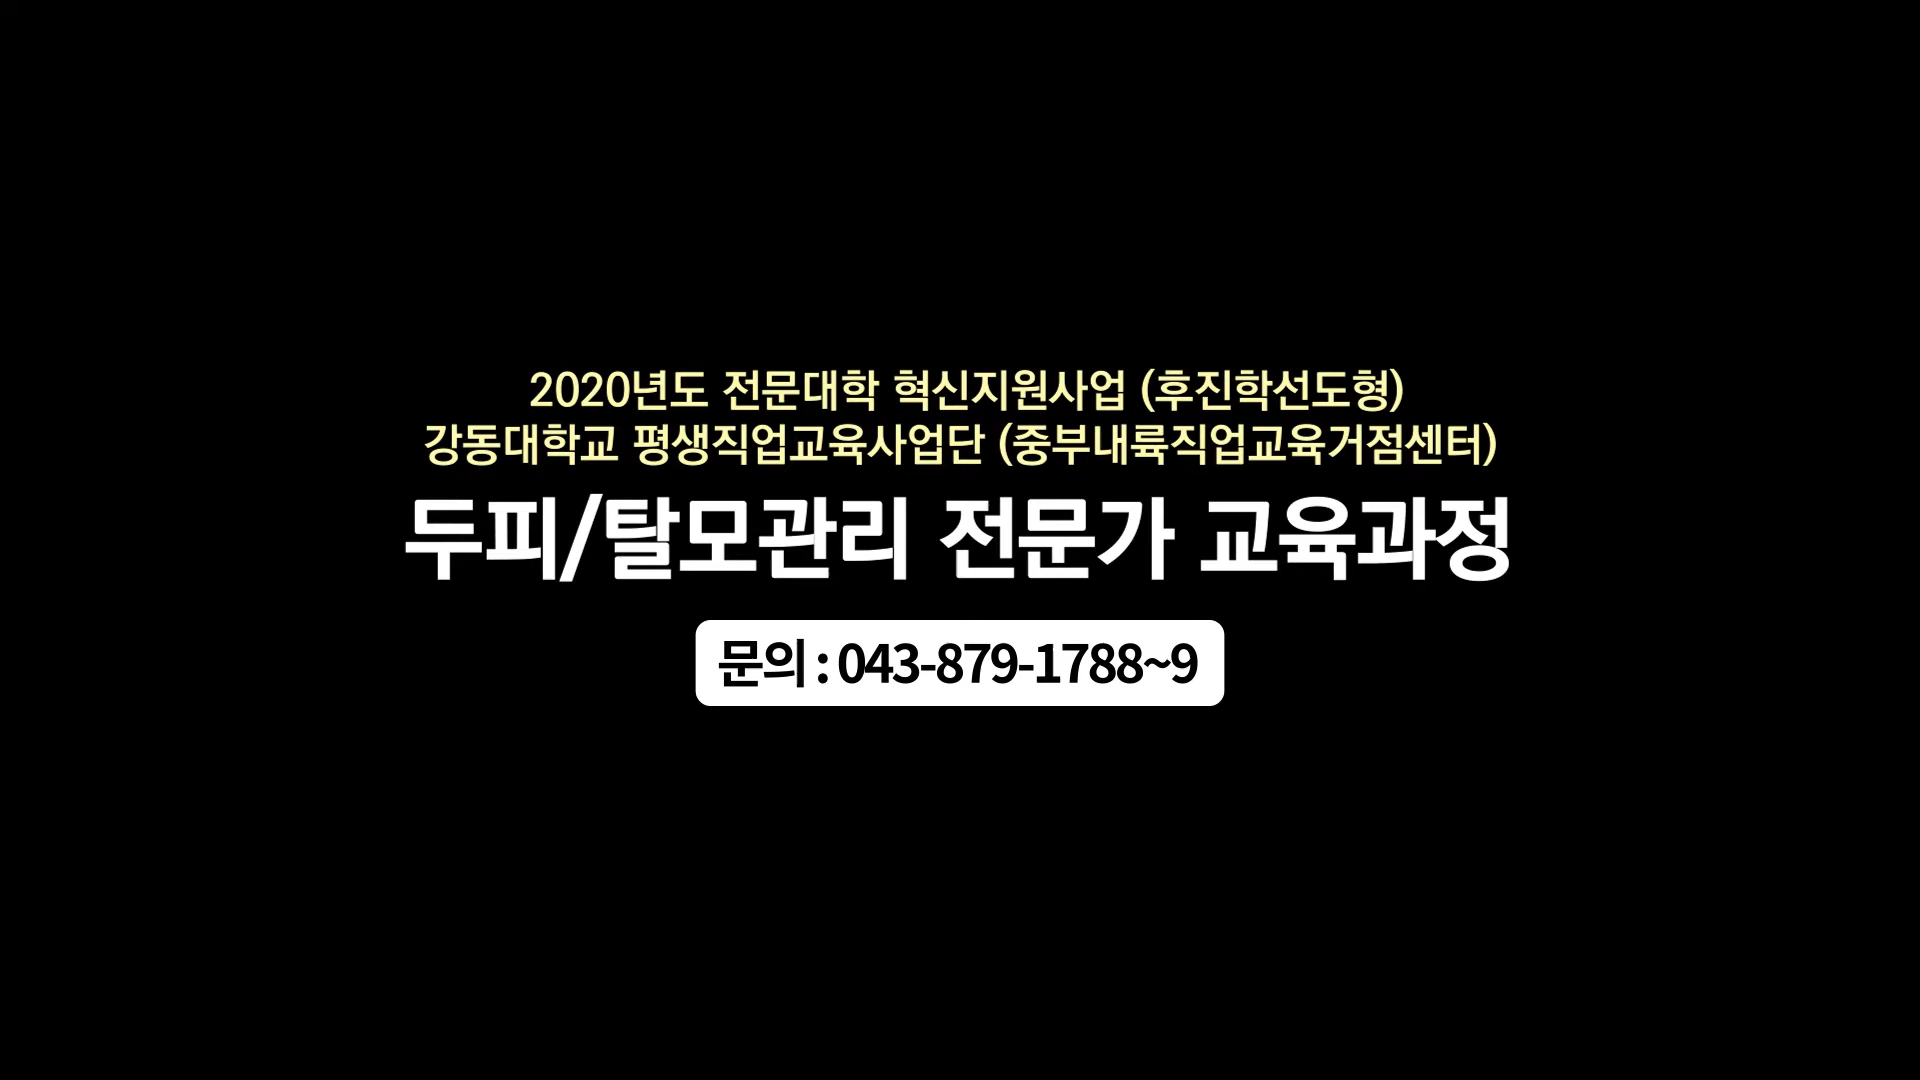 2020년도 전문대학 혁신지원사업 (후진학선도형)
강동대학교 평생직업교육사업단 (중부내륙직업교육거점센터)
두피/탈모관리 전문가 교육과정
문의 : 043-879-1788~9